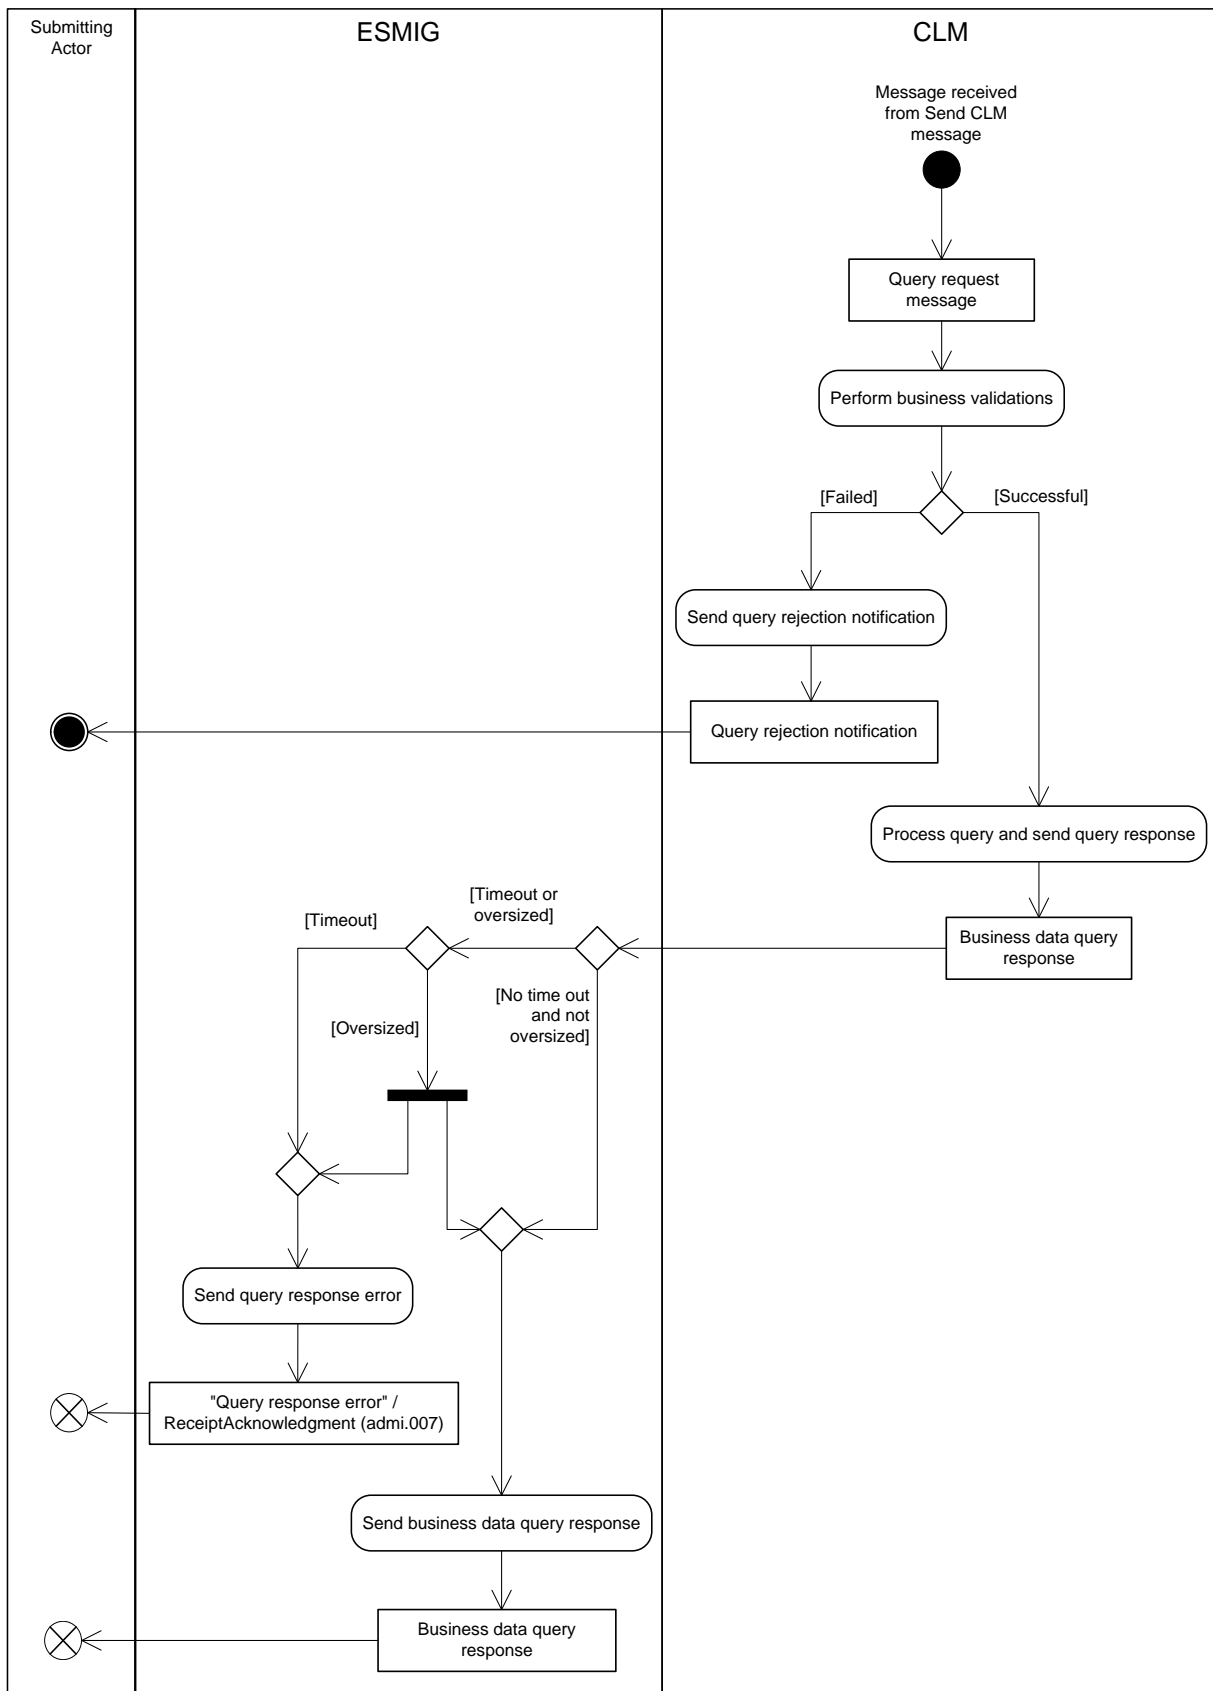 Submitting
Actor
ESMIG
CLM
Message received
from Send CLM
message
Query request
message
Perform business validations
[Failed]
[Successful]
Send query rejection notification
Query rejection notification
Process query and send query response
[Timeout or
oversized]
[Timeout]
Business data query
response
[No time out
and not
oversized]
[Oversized]
Send query response error
"Query response error" /
ReceiptAcknowledgment (admi.007)
Send business data query response
Business data query
response